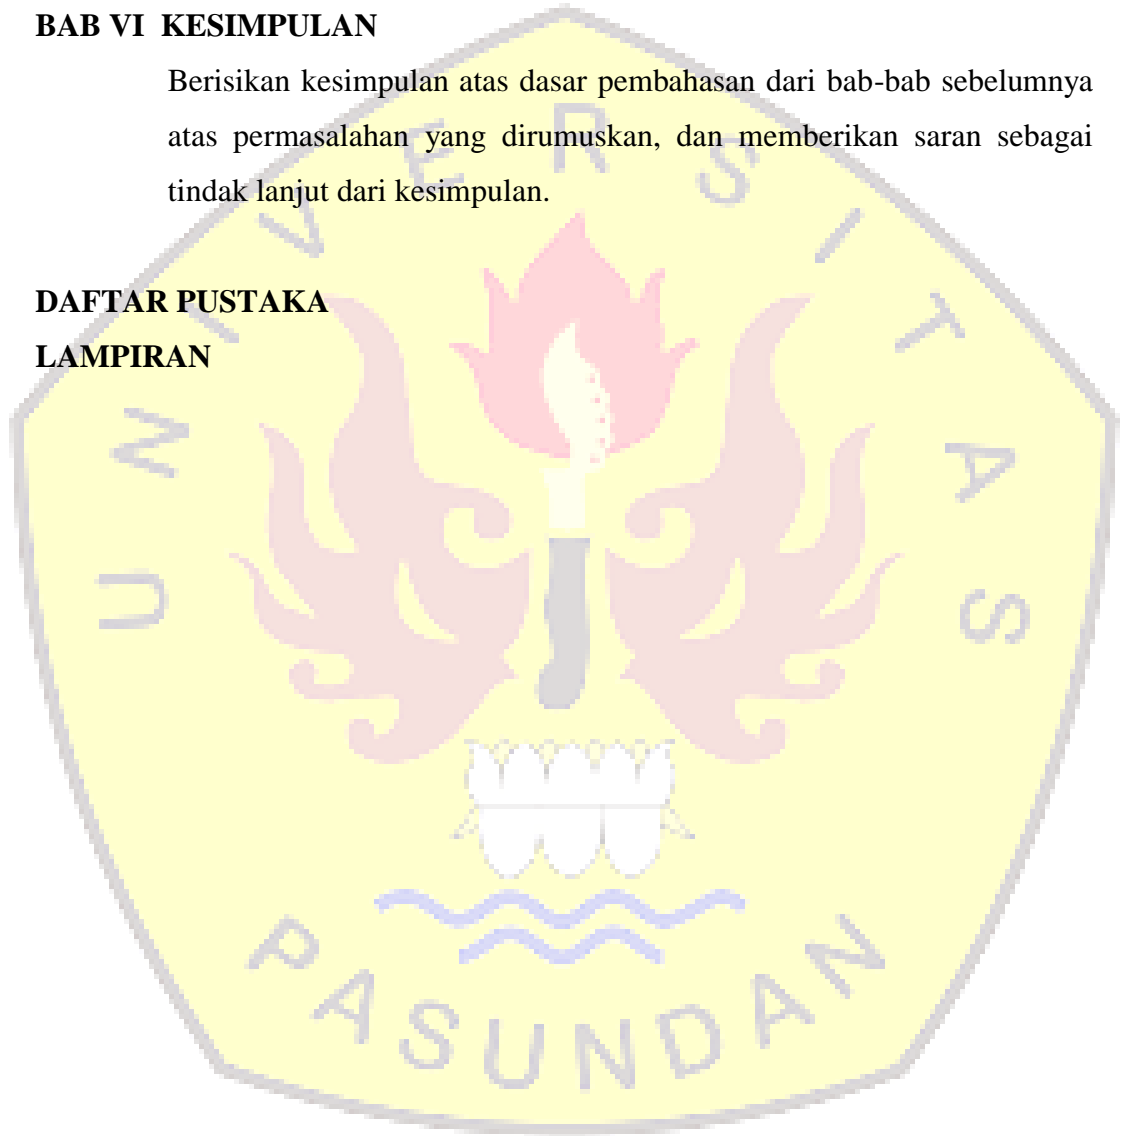 BAB VI KESIMPULAN
Berisikan kesimpulan atas dasar pembahasan dari bab-bab sebelumnya
atas permasalahan yang dirumuskan, dan memberikan saran sebagai
tindak lanjut dari kesimpulan.
DAFTAR PUSTAKA
LAMPIRAN
UNIVERSITAS
PASUNDAN